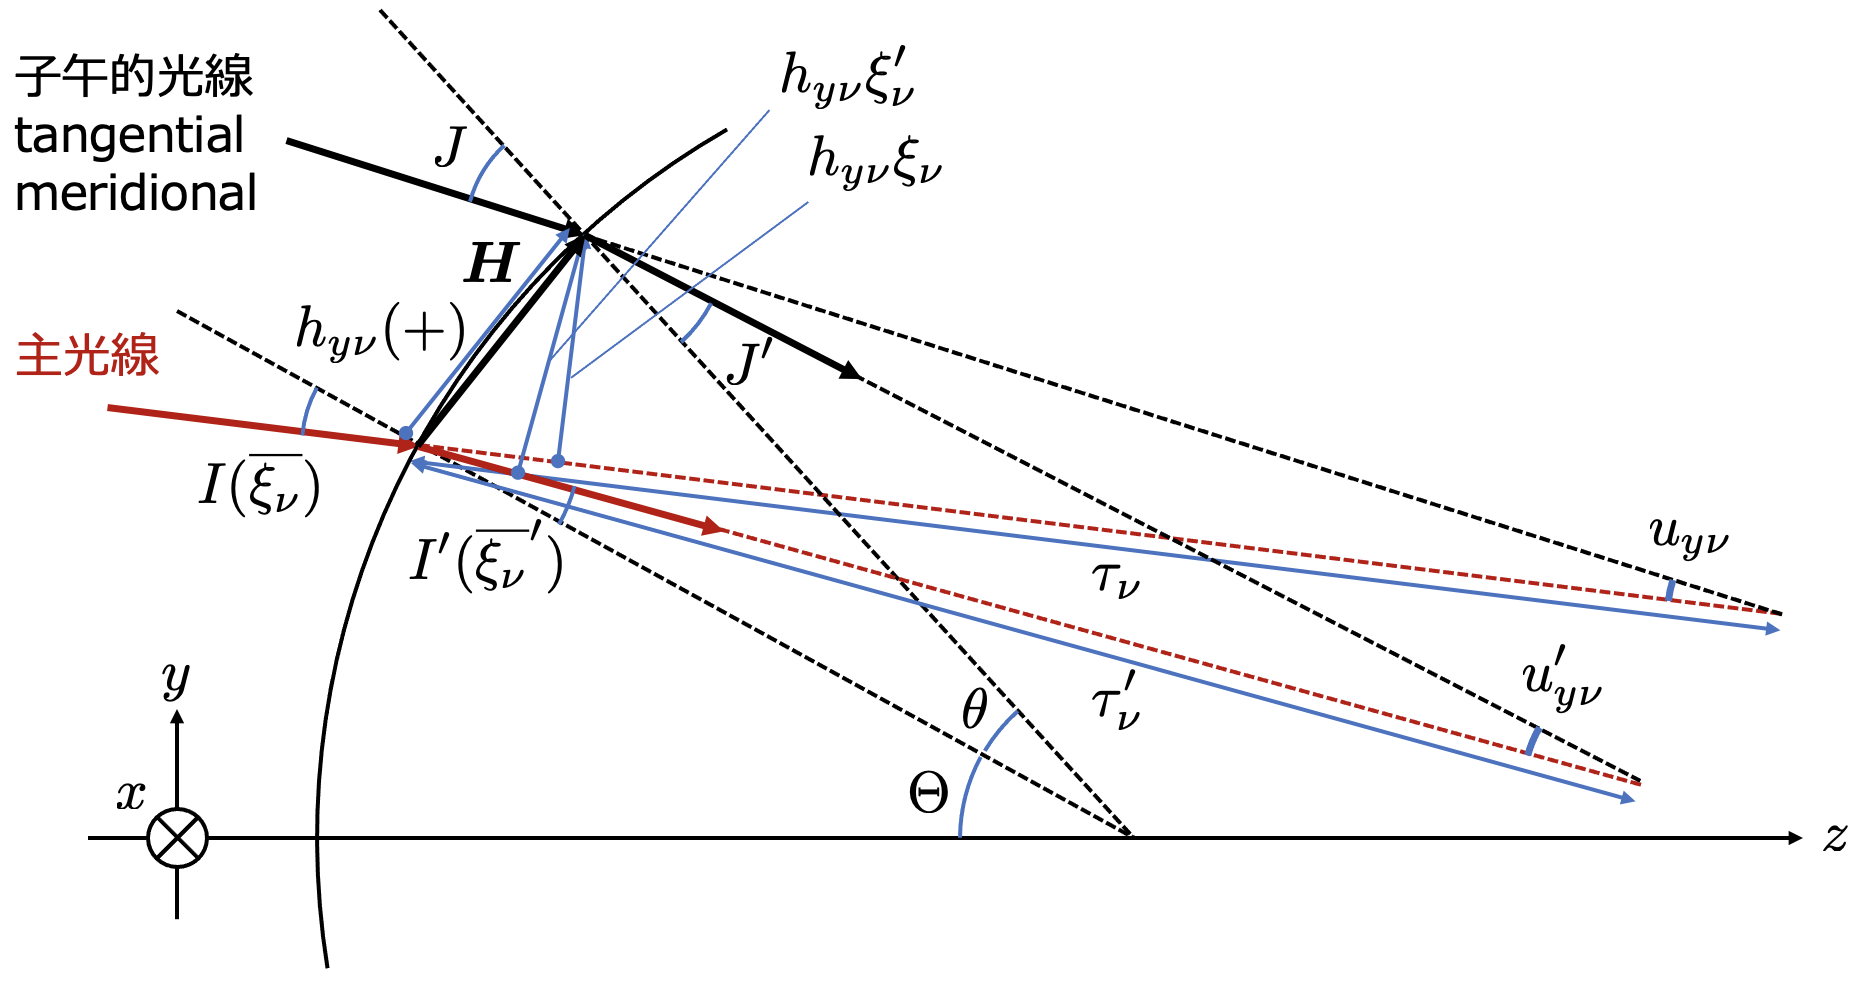 子午的光線
tangential
meridional
J
h_{yν}ξ′_ν
h_{yν}ξ_ν
H
h_{yν}(+)
J′
主光線
I(\overline{ξ_ν})
I′(\overline{ξ_ν}′)
u_{yν}
τ_ν
u′_{yν}
τ′_ν
y
θ
x
Θ
z